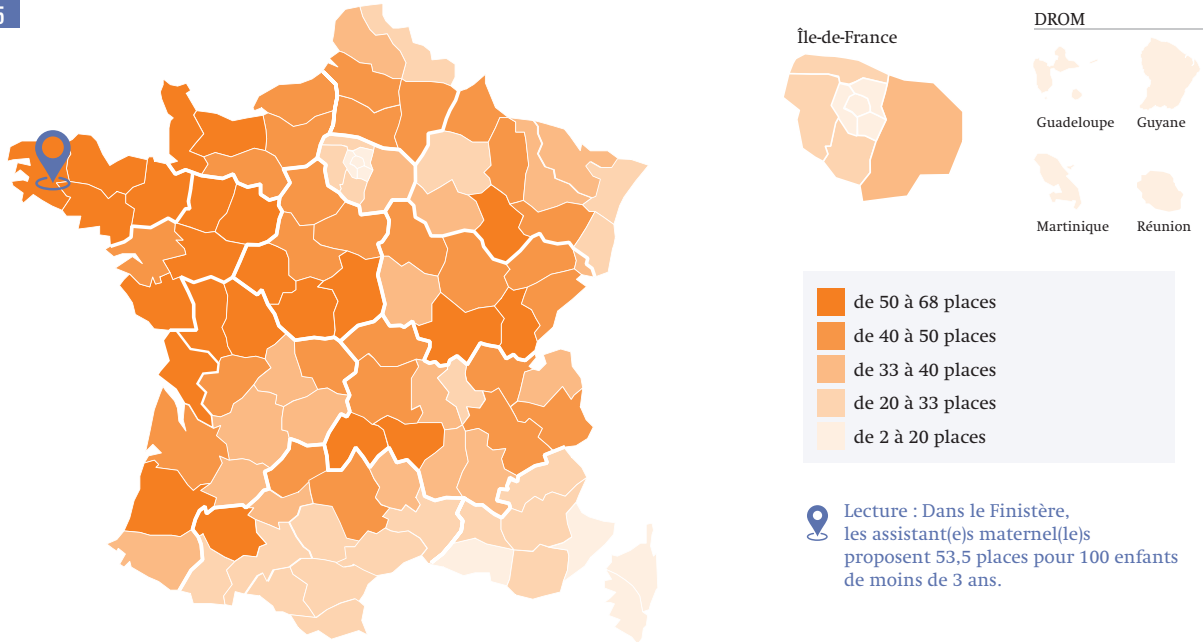 5
Île-de-France
DROM
Guadeloupe
Guyane
Martinique
Réunion
de 50 à 68 places
de 40 à 50 places
de 33 à 40 places
de 20 à 33 places
de 2 à 20 places
Lecture : Dans le Finistère,
les assistant(e)s maternel(le)s
proposent 53,5 places pour 100 enfants
de moins de 3 ans.